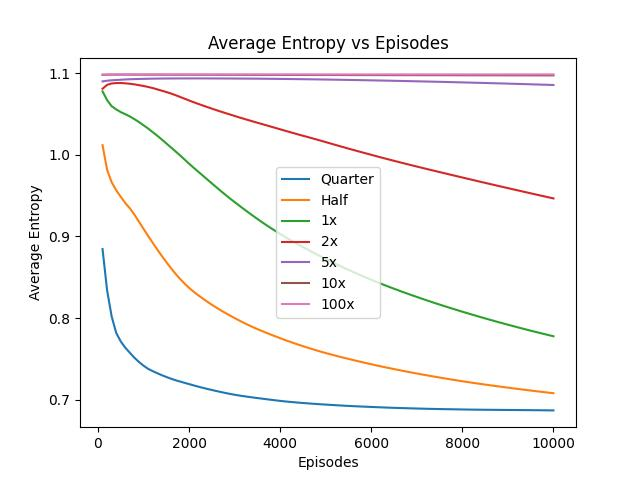 Average Entropy vs Episodes
Average Entropy
1.1
1.0
0.9
0.8
0.7
Quarter
Half
1x
2x
5x
10x
100x
0 2000 4000 6000 8000 10000
Episodes